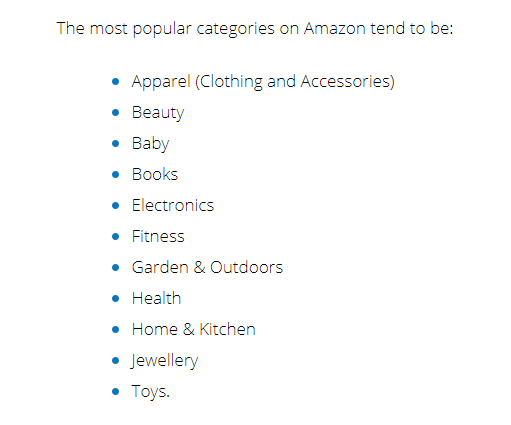 The most popular categories on Amazon tend to be:
Apparel (Clothing and Accessories)
Beauty
Baby
Books
Electronics
Fitness
Garden & Outdoors
Health
Home & Kitchen
Jewellery
Toys.